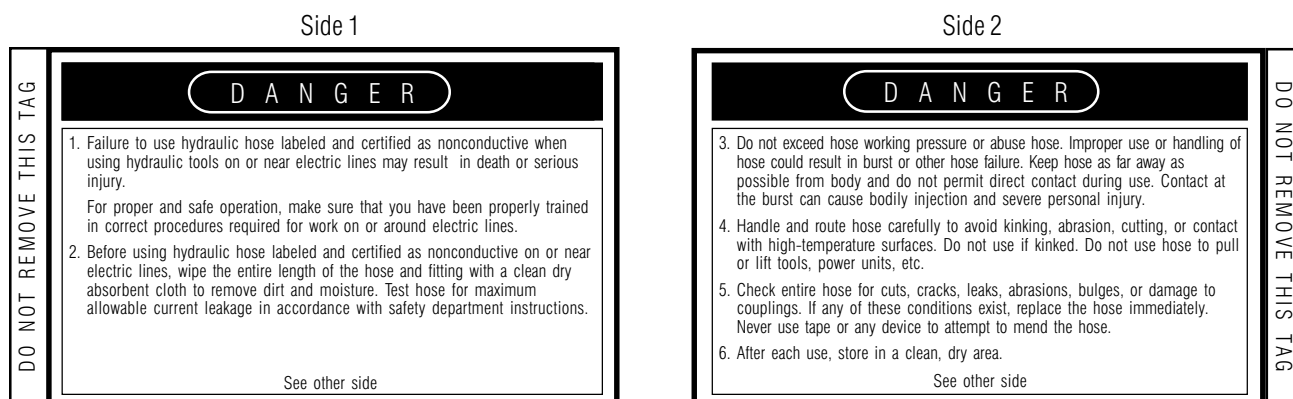 Side 1
DO NOT REMOVE THIS TAG
DANGER
1. Failure to use hydraulic hose labeled and certified as nonconductive when
using hydraulic tools on or near electric lines may result in death or serious
injury.
For proper and safe operation, make sure that you have been properly trained
in correct procedures required for work on or around electric lines.
2. Before using hydraulic hose labeled and certified as nonconductive on or near
electric lines, wipe the entire length of the hose and fitting with a clean dry
absorbent cloth to remove dirt and moisture. Test hose for maximum
allowable current leakage in accordance with safety department instructions.
See other side
Side 2
DANGER
3. Do not exceed hose working pressure or abuse hose. Improper use or handling of
hose could result in burst or other hose failure. Keep hose as far away as
possible from body and do not permit direct contact during use. Contact at
the burst can cause bodily injection and severe personal injury.
4. Handle and route hose carefully to avoid kinking, abrasion, cutting, or contact
with high-temperature surfaces. Do not use if kinked. Do not use hose to pull
or lift tools, power units, etc.
5. Check entire hose for cuts, cracks, leaks, abrasions, bulges, or damage to
couplings. If any of these conditions exist, replace the hose immediately.
Never use tape or any device to attempt to mend the hose.
6. After each use, store in a clean, dry area.
See other side
DO NOT REMOVE THIS TAG